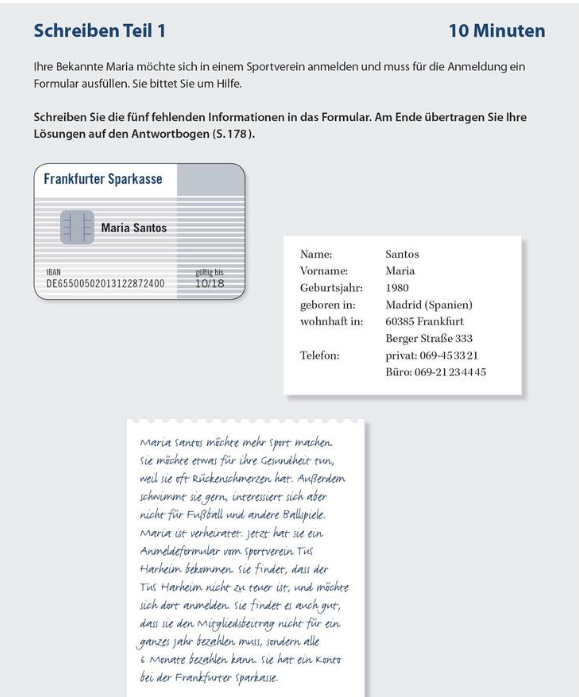 Schreiben Teil 1
10 Minuten
Ihre Bekannte Maria möchte sich in einem Sportverein anmelden und muss für die Anmeldung ein
Formular ausfüllen. Sie bittet Sie um Hilfe.
Schreiben Sie die fünf fehlenden Informationen in das Formular. Am Ende übertragen Sie Ihre
Lösungen auf den Antwortbogen (S. 178).
Frankfurter Sparkasse
Maria Santos
IBAN
gültig bis
DE65500502013122872400
10/18
Name: Santos
Vorname: Maria
Geburtsjahr: 1980
geboren in: Madrid (Spanien)
wohnhaft in: 60385 Frankfurt
Berger Straße 333
Telefon: privat: 069-453321
Büro: 069-21234445
Maria Santos möchte mehr Sport machen.
Sie möchte etwas für ihre Gesundheit tun,
weil sie oft Rückenschmerzen hat. Außerdem
schwimmt sie gern, interessiert sich aber
nicht für Fußball und andere Ballspiele.
Maria ist verheiratet. Jetzt hat sie ein
Anmeldeformular vom Sportverein TuS
Harheim bekommen. Sie findet, dass der
TuS Harheim nicht zu teuer ist, und möchte
sich dort anmelden. Sie findet es auch gut,
dass sie den Mitgliedsbeitrag nicht für ein
ganzes Jahr bezahlen muss, sondern alle
6 Monate bezahlen kann. Sie hat ein Konto
bei der Frankfurter Sparkasse.